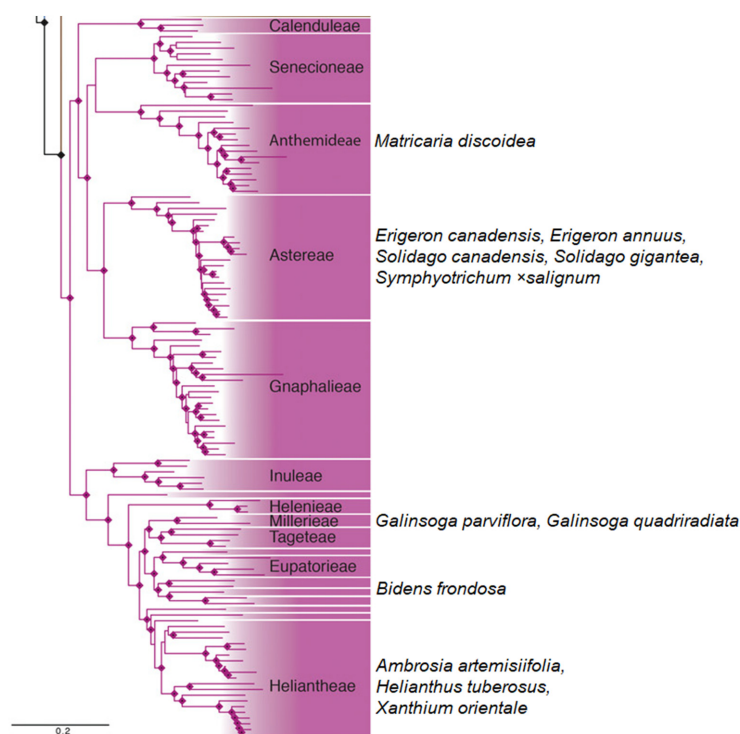 Calenduleae
Senecioneae
Anthemideae
Matricaria discoidea
Astereae
Erigeron canadensis, Erigeron annuus,
Solidago canadensis, Solidago gigantea,
Symphyotrichum ×salignum
Gnaphalieae
Inuleae
Helenieae
Millerieae
Galinsoga parviflora, Galinsoga quadriradiata
Tageteae
Eupatorieae
Bidens frondosa
Heliantheae
Ambrosia artemisiifolia,
Helianthus tuberosus,
Xanthium orientale
0.2